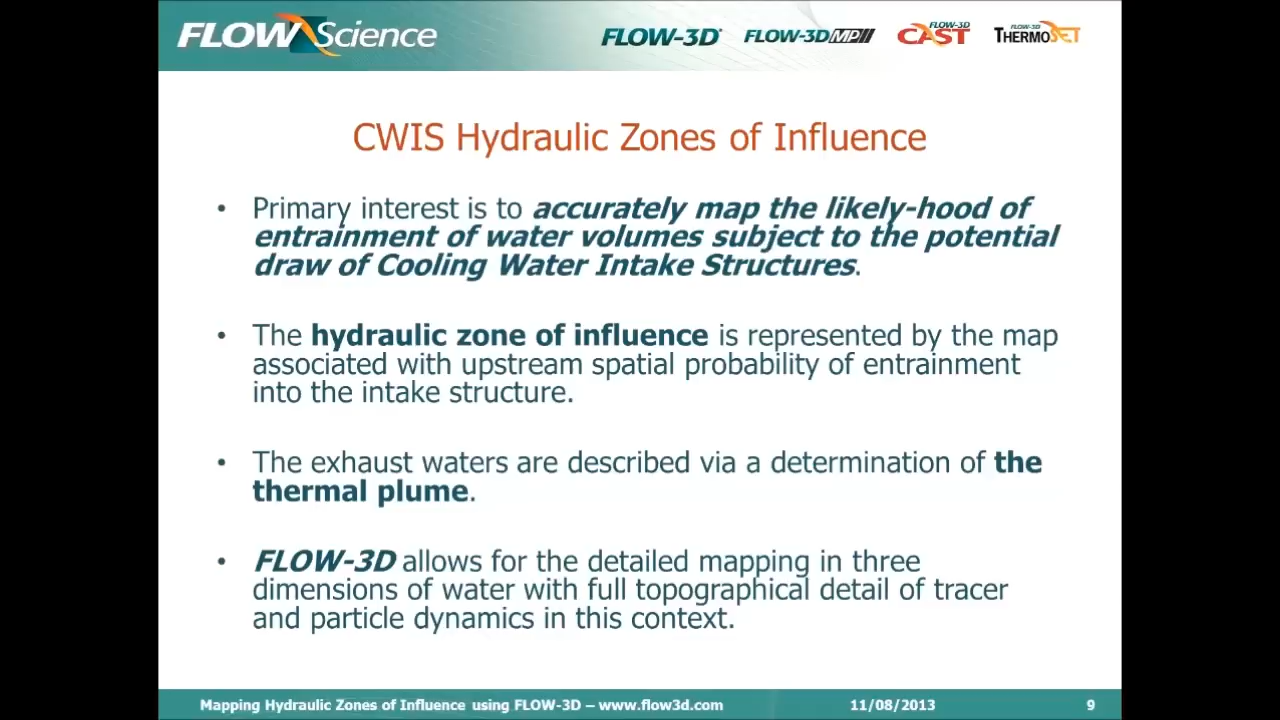 FLOW Science
FLOW-3D FLOW-3D MP FLOW-3D CAST FLOW-3D THERMOSET
CWIS Hydraulic Zones of Influence
• Primary interest is to accurately map the likely-hood of
entrainment of water volumes subject to the potential
draw of Cooling Water Intake Structures.
• The hydraulic zone of influence is represented by the map
associated with upstream spatial probability of entrainment
into the intake structure.
• The exhaust waters are described via a determination of the
thermal plume.
• FLOW-3D allows for the detailed mapping in three
dimensions of water with full topographical detail of tracer
and particle dynamics in this context.
Mapping Hydraulic Zones of Influence using FLOW-3D – www.flow3d.com 11/08/2013 9